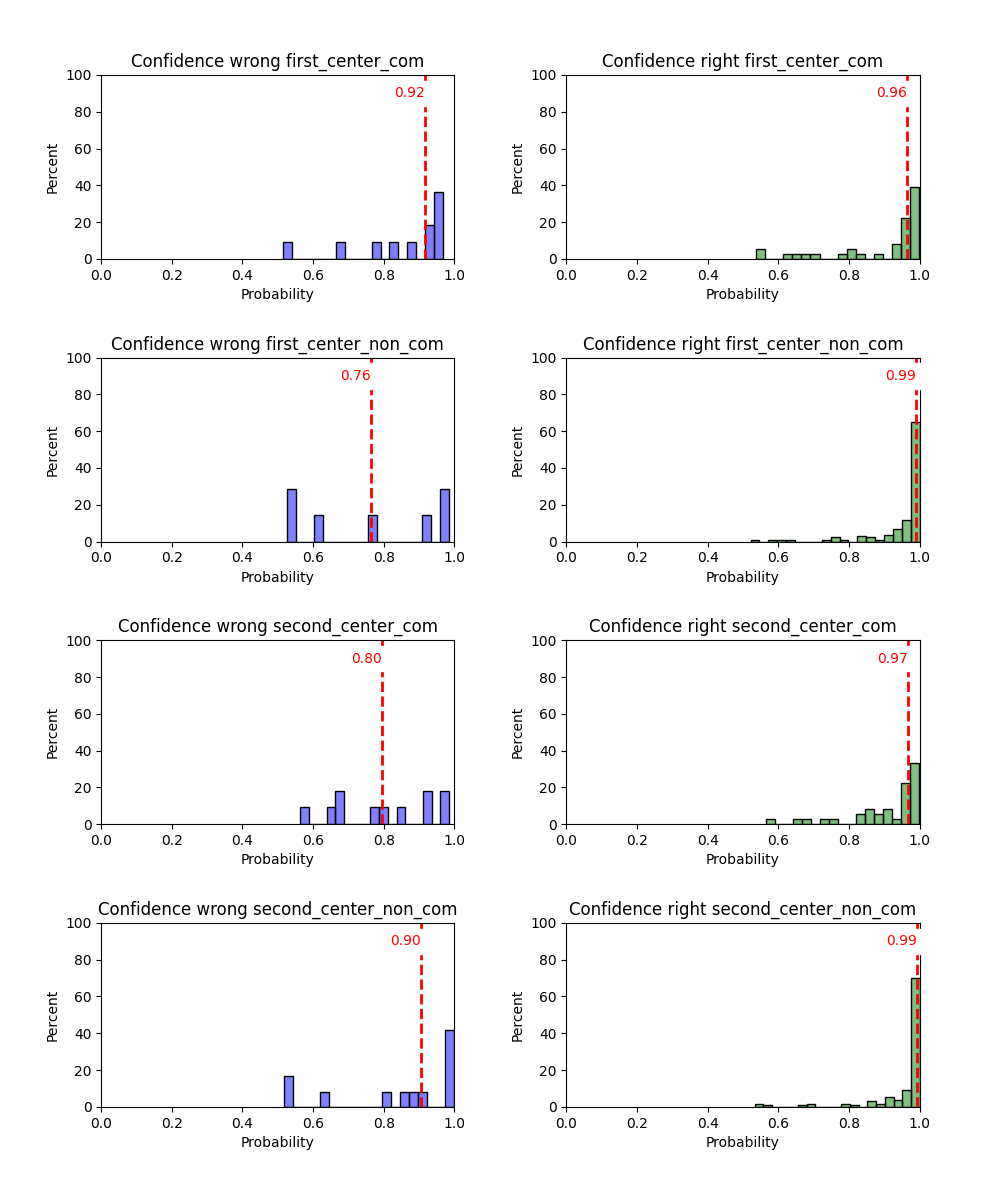 Confidence wrong first_center_com
100
80
60
40
20
0
Percent
0.92
0.0 0.2 0.4 0.6 0.8 1.0
Probability
Confidence right first_center_com
100
80
60
40
20
0
Percent
0.96
0.0 0.2 0.4 0.6 0.8 1.0
Probability
Confidence wrong first_center_non_com
100
80
60
40
20
0
Percent
0.76
0.0 0.2 0.4 0.6 0.8 1.0
Probability
Confidence right first_center_non_com
100
80
60
40
20
0
Percent
0.99
0.0 0.2 0.4 0.6 0.8 1.0
Probability
Confidence wrong second_center_com
100
80
60
40
20
0
Percent
0.80
0.0 0.2 0.4 0.6 0.8 1.0
Probability
Confidence right second_center_com
100
80
60
40
20
0
Percent
0.97
0.0 0.2 0.4 0.6 0.8 1.0
Probability
Confidence wrong second_center_non_com
100
80
60
40
20
0
Percent
0.90
0.0 0.2 0.4 0.6 0.8 1.0
Probability
Confidence right second_center_non_com
100
80
60
40
20
0
Percent
0.99
0.0 0.2 0.4 0.6 0.8 1.0
Probability